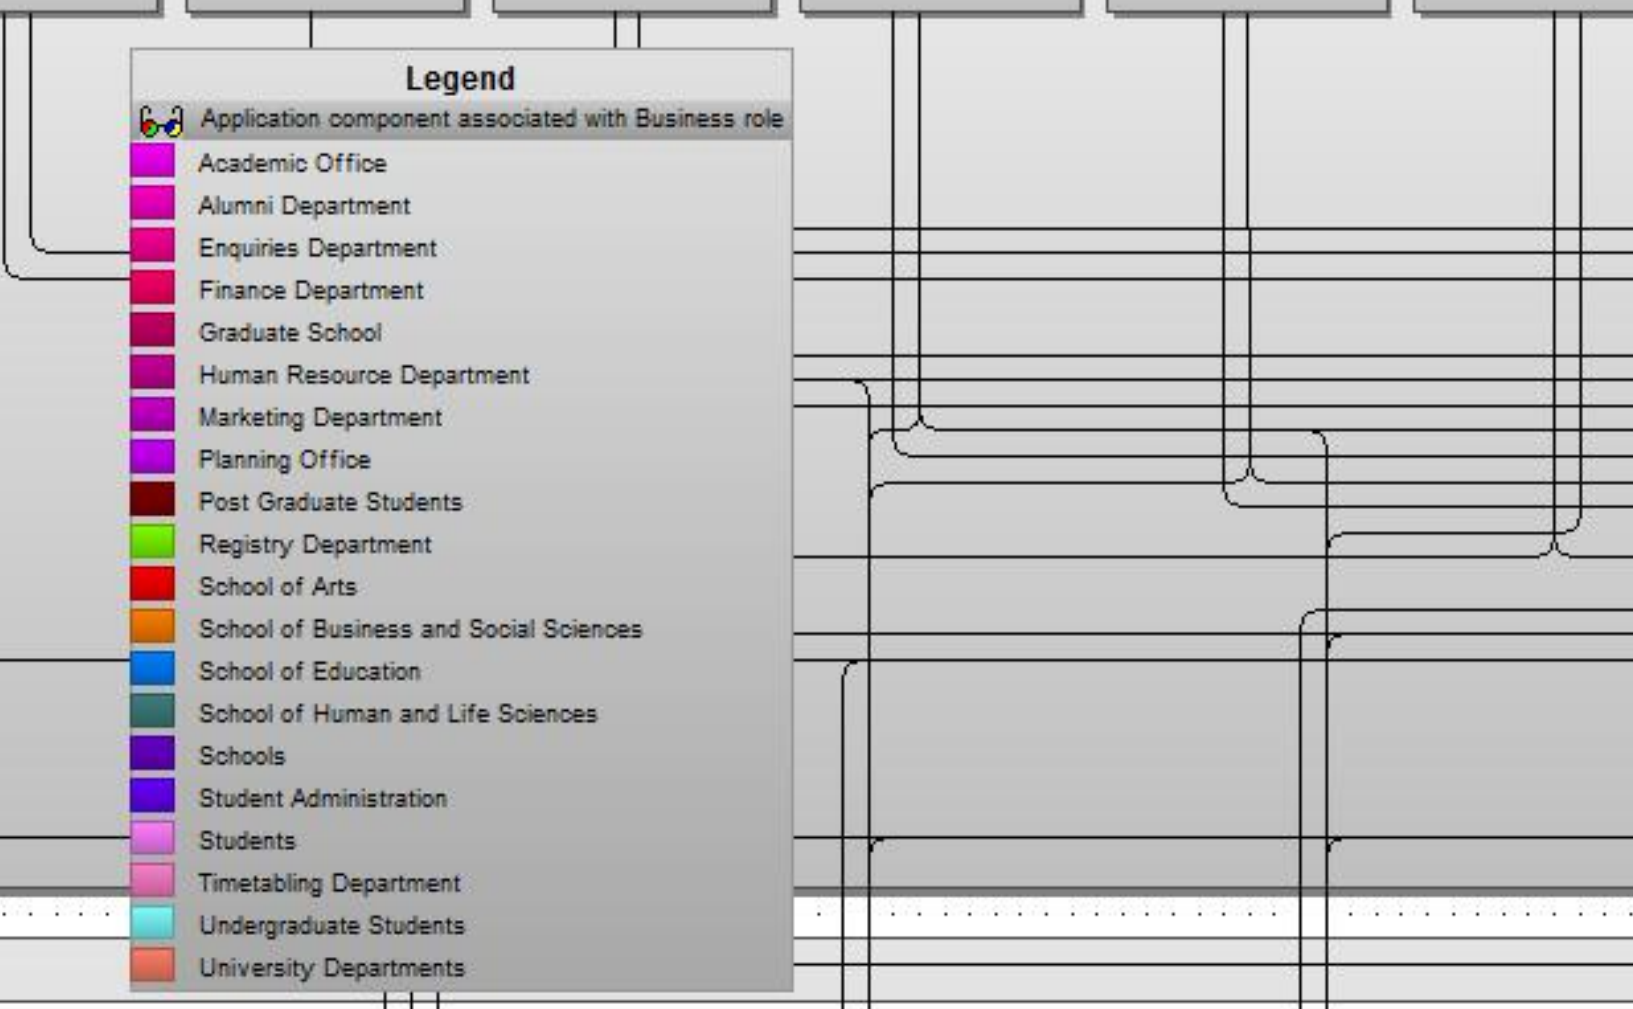 Legend
Application component associated with Business role
Academic Office
Alumni Department
Enquiries Department
Finance Department
Graduate School
Human Resource Department
Marketing Department
Planning Office
Post Graduate Students
Registry Department
School of Arts
School of Business and Social Sciences
School of Education
School of Human and Life Sciences
Schools
Student Administration
Students
Timetabling Department
Undergraduate Students
University Departments